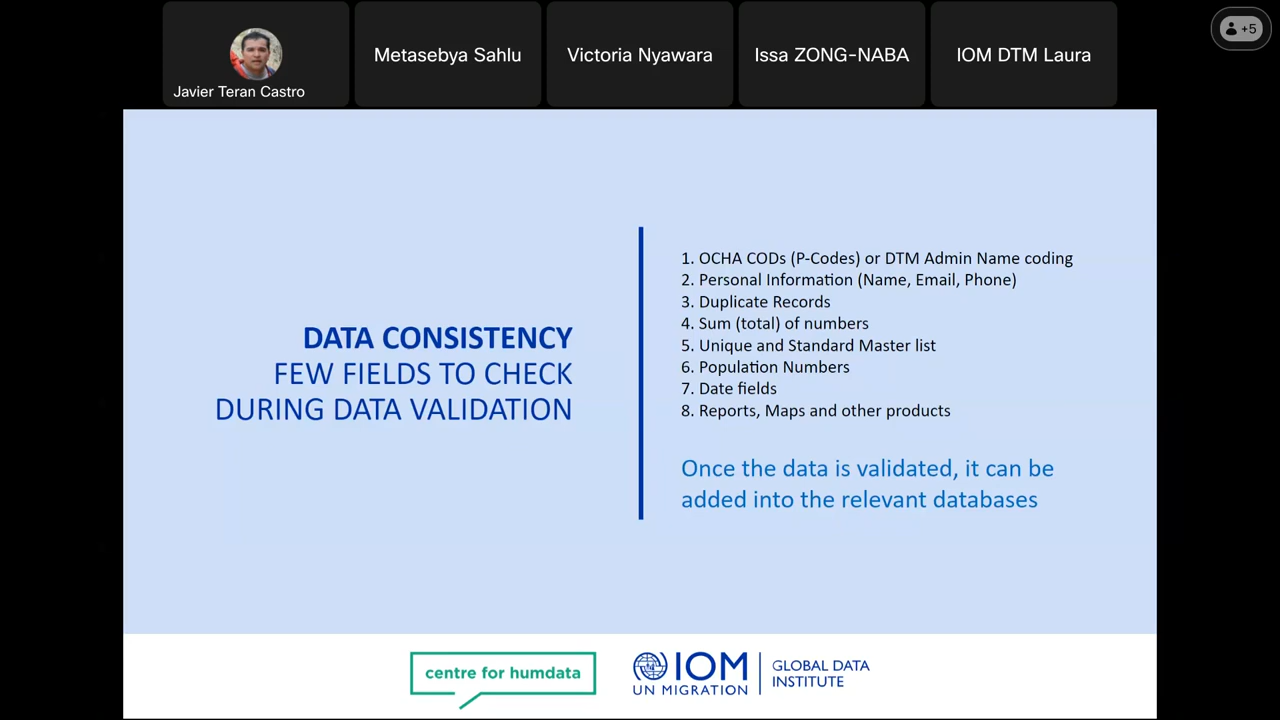 Javier Teran Castro
Metasebya Sahlu
Victoria Nyawara
Issa ZONG-NABA
IOM DTM Laura
+5
DATA CONSISTENCY
FEW FIELDS TO CHECK
DURING DATA VALIDATION
1. OCHA CODs (P-Codes) or DTM Admin Name coding
2. Personal Information (Name, Email, Phone)
3. Duplicate Records
4. Sum (total) of numbers
5. Unique and Standard Master list
6. Population Numbers
7. Date fields
8. Reports, Maps and other products
Once the data is validated, it can be
added into the relevant databases
centre for humdata
IOM
UN MIGRATION
GLOBAL DATA
INSTITUTE